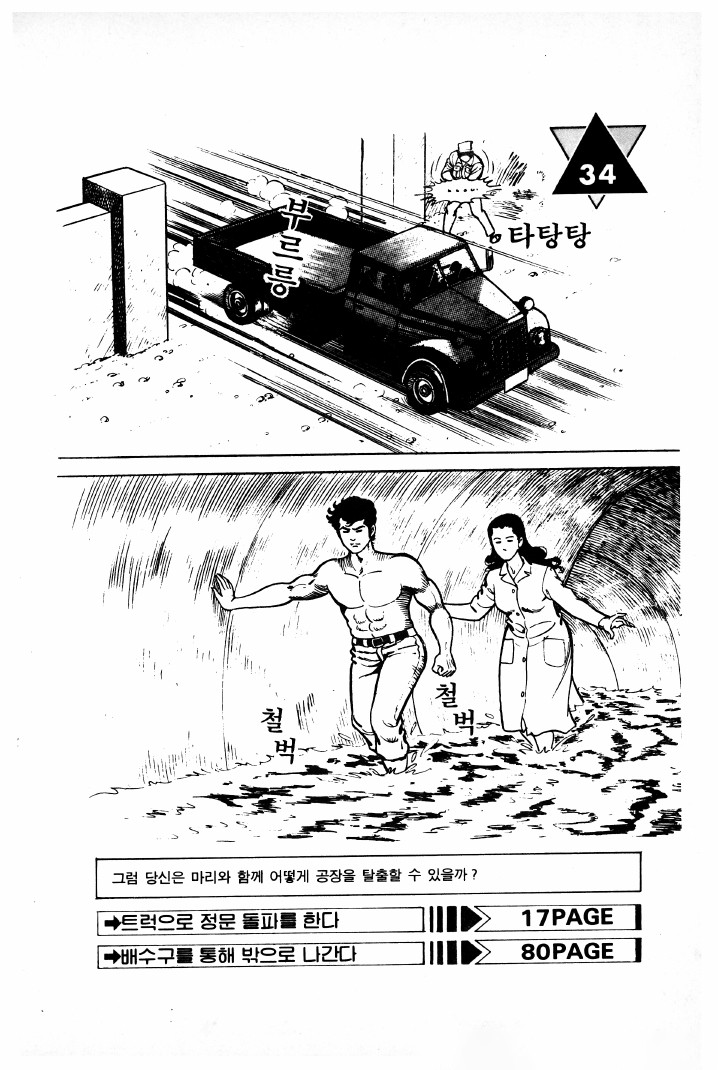 34
부르릉
타탕탕
철벅
철벅
그럼 당신은 마리와 함께 어떻게 공장을 탈출할 수 있을까?
➡트럭으로 정문 돌파를 한다 17PAGE
➡배수구를 통해 밖으로 나간다 80PAGE